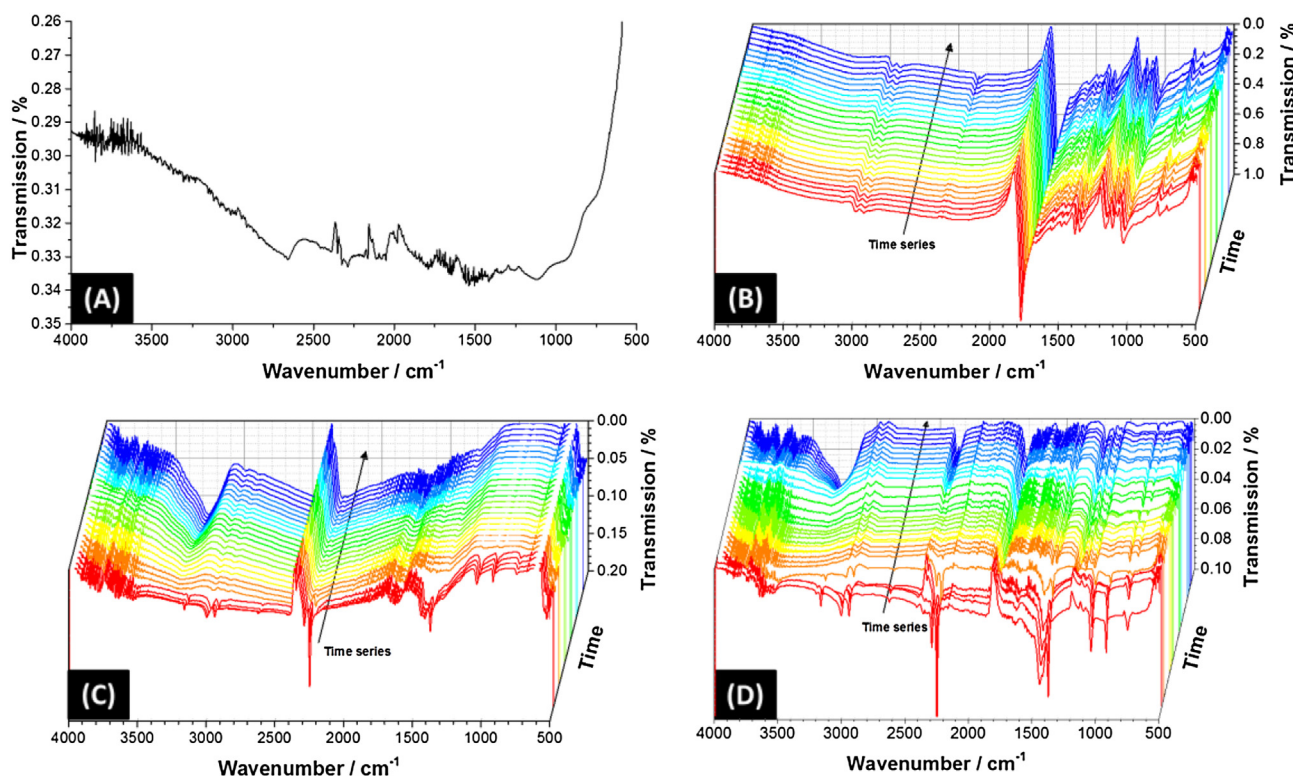 0.26
0.27
0.28
0.29
0.30
0.31
0.32
0.33
0.34
0.35
Transmission / %
(A)
4000 3500 3000 2500 2000 1500 1000 500
Wavenumber / cm-1
0.0
0.2
0.4
0.6
0.8
1.0
Transmission / %
Time series
Time
(B)
4000 3500 3000 2500 2000 1500 1000 500
Wavenumber / cm-1
0.00
0.05
0.10
0.15
0.20
Transmission / %
Time series
Time
(C)
4000 3500 3000 2500 2000 1500 1000 500
Wavenumber / cm-1
0.00
0.02
0.04
0.06
0.08
0.10
Transmission / %
Time series
Time
(D)
4000 3500 3000 2500 2000 1500 1000 500
Wavenumber / cm-1